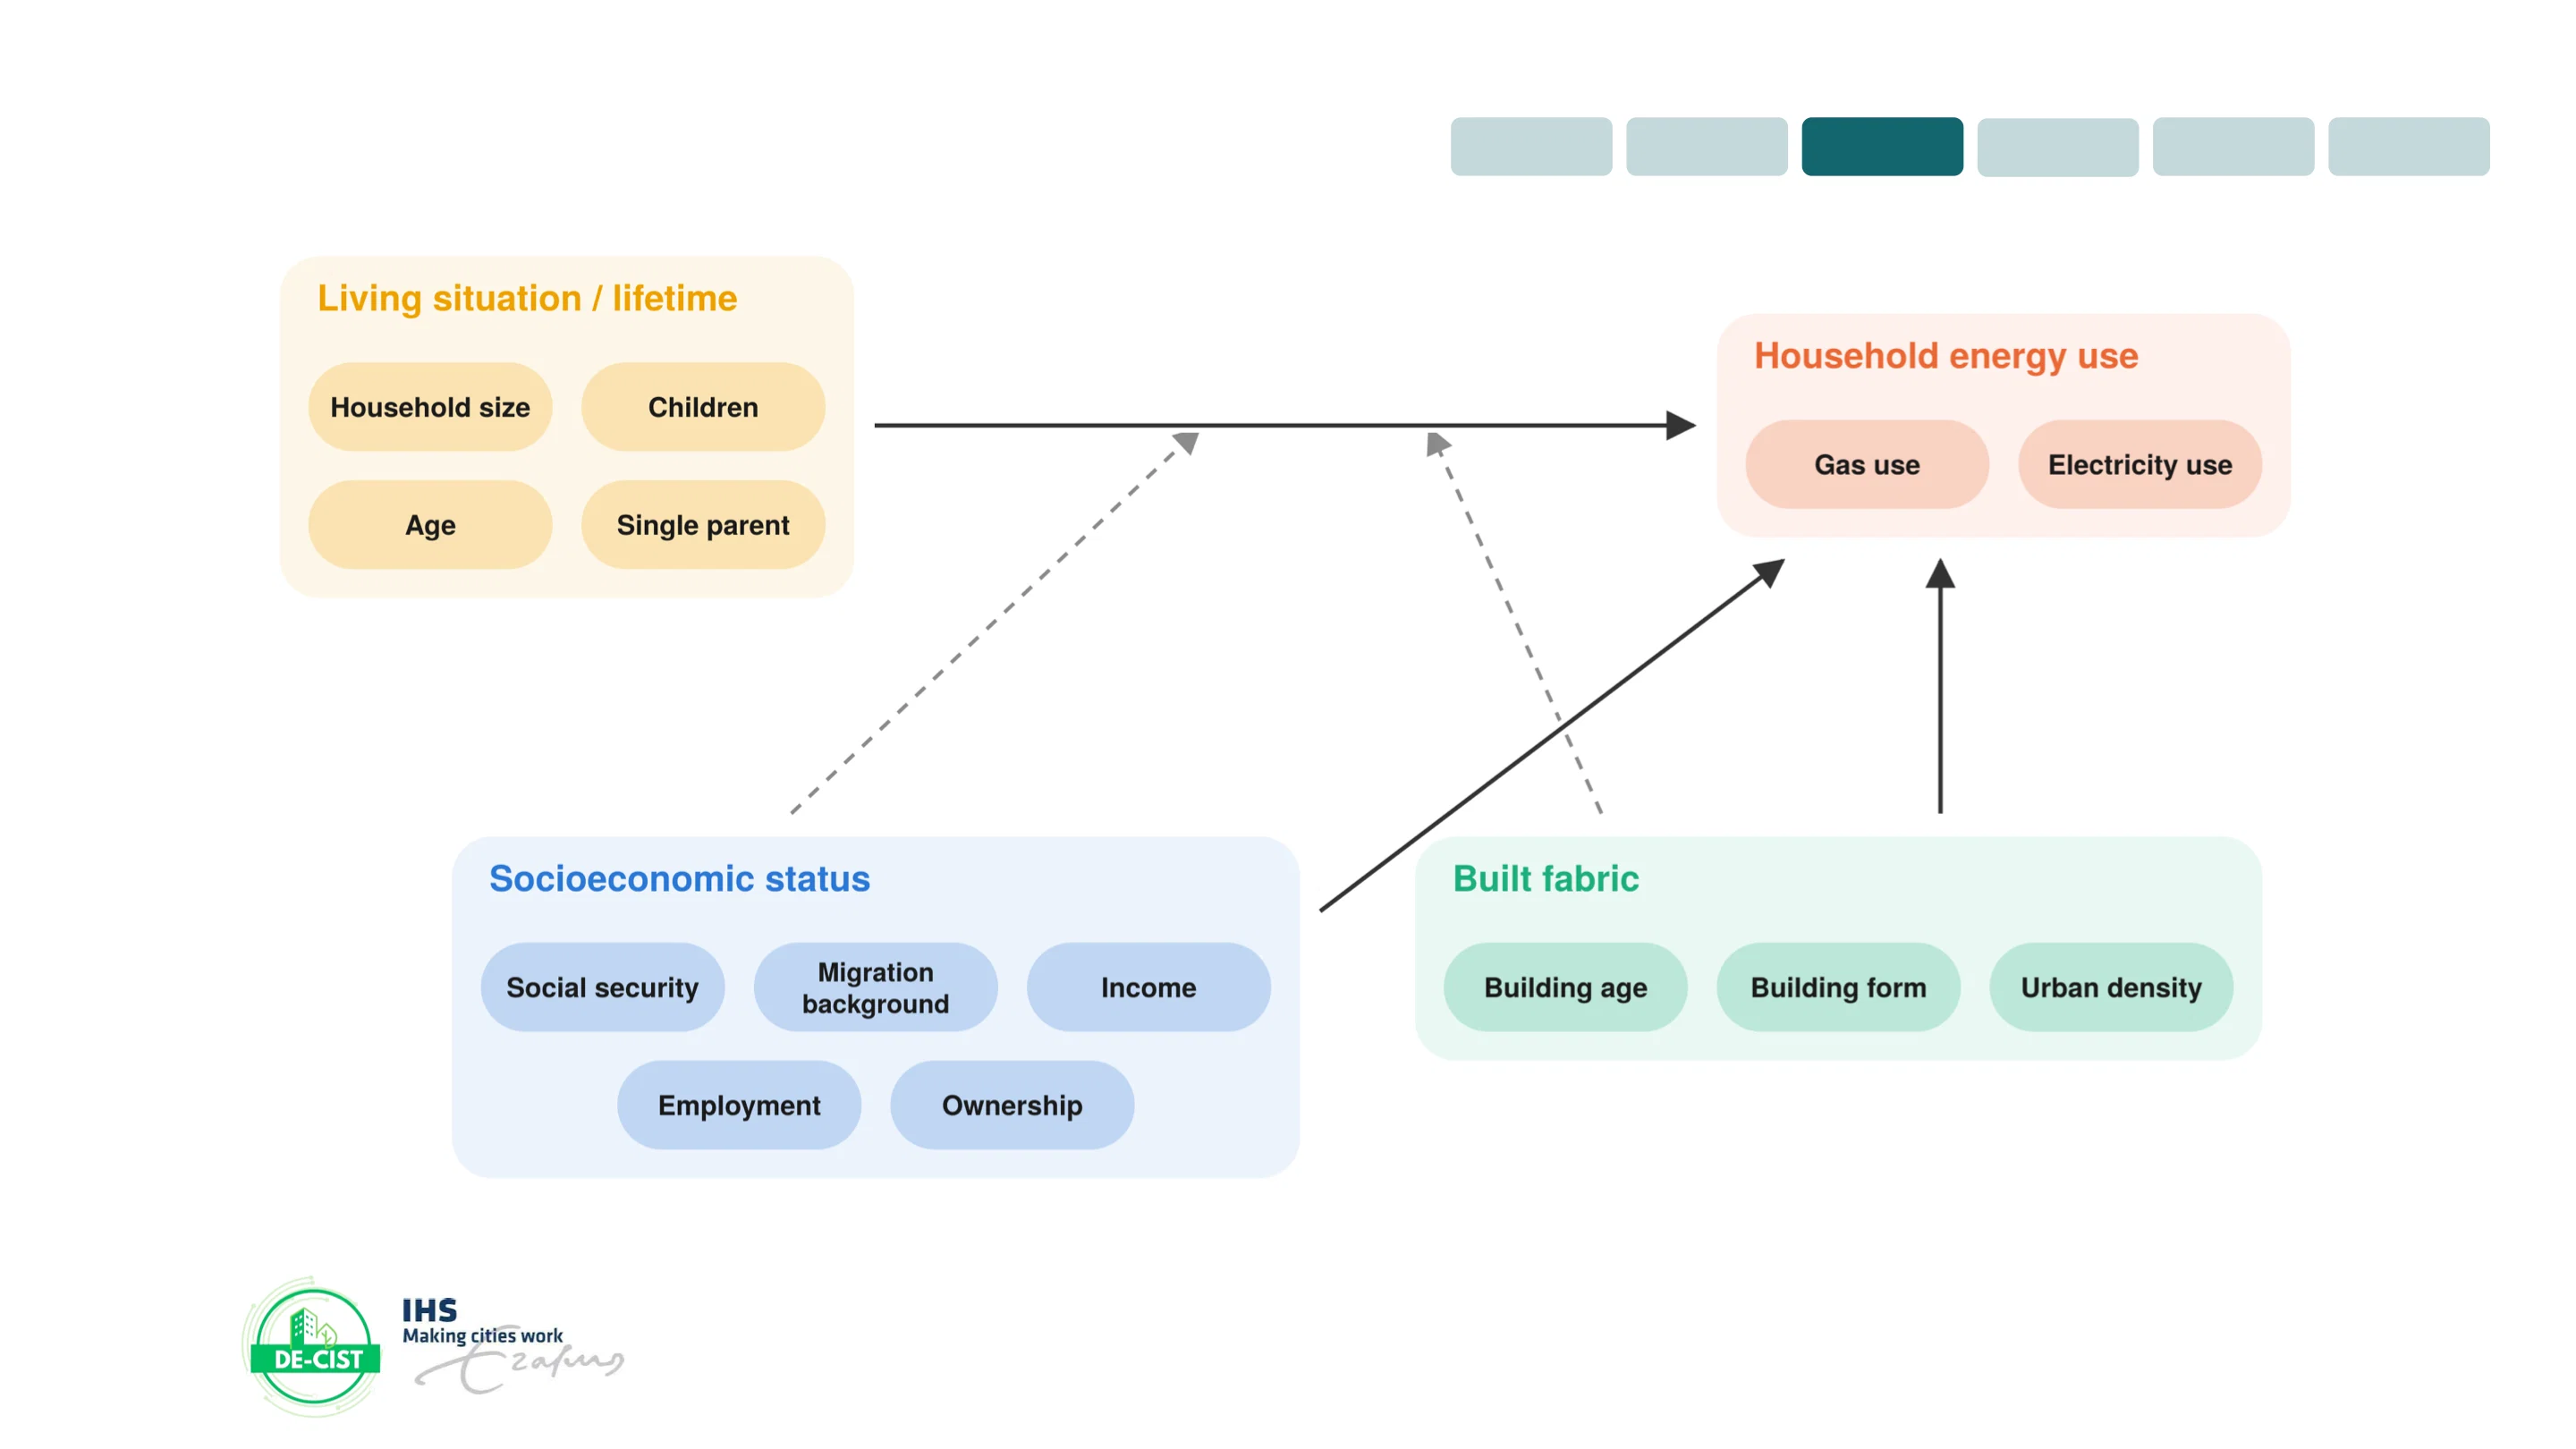 Living situation / lifetime
Household size
Children
Age
Single parent
Household energy use
Gas use
Electricity use
Socioeconomic status
Social security
Migration
background
Income
Employment
Ownership
Built fabric
Building age
Building form
Urban density
DE-CIST
IHS
Making cities work
Erasmus